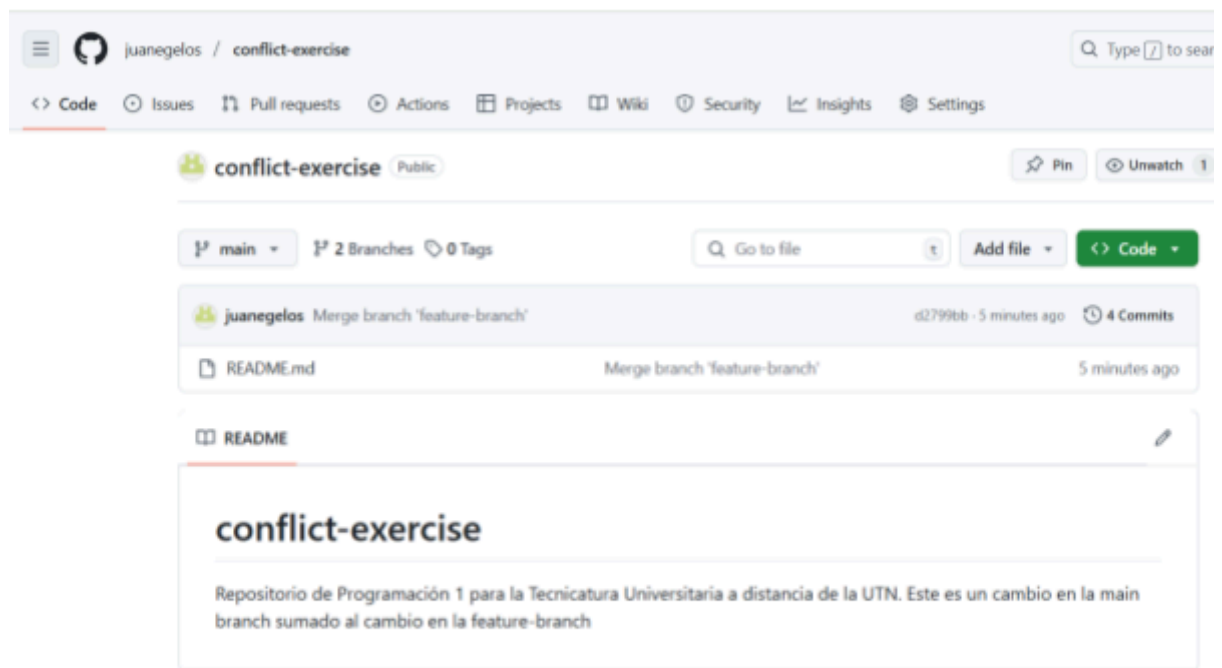 juanegelos / conflict-exercise
Type / to sear
Code Issues Pull requests Actions Projects Wiki Security Insights Settings
conflict-exercise Public
Pin Unwatch 1
main 2 Branches 0 Tags Go to file t Add file Code
juanegelos Merge branch 'feature-branch' d2799bb · 5 minutes ago 4 Commits
README.md Merge branch 'feature-branch' 5 minutes ago
README
conflict-exercise
Repositorio de Programación 1 para la Tecnicatura Universitaria a distancia de la UTN. Este es un cambio en la main
branch sumado al cambio en la feature-branch